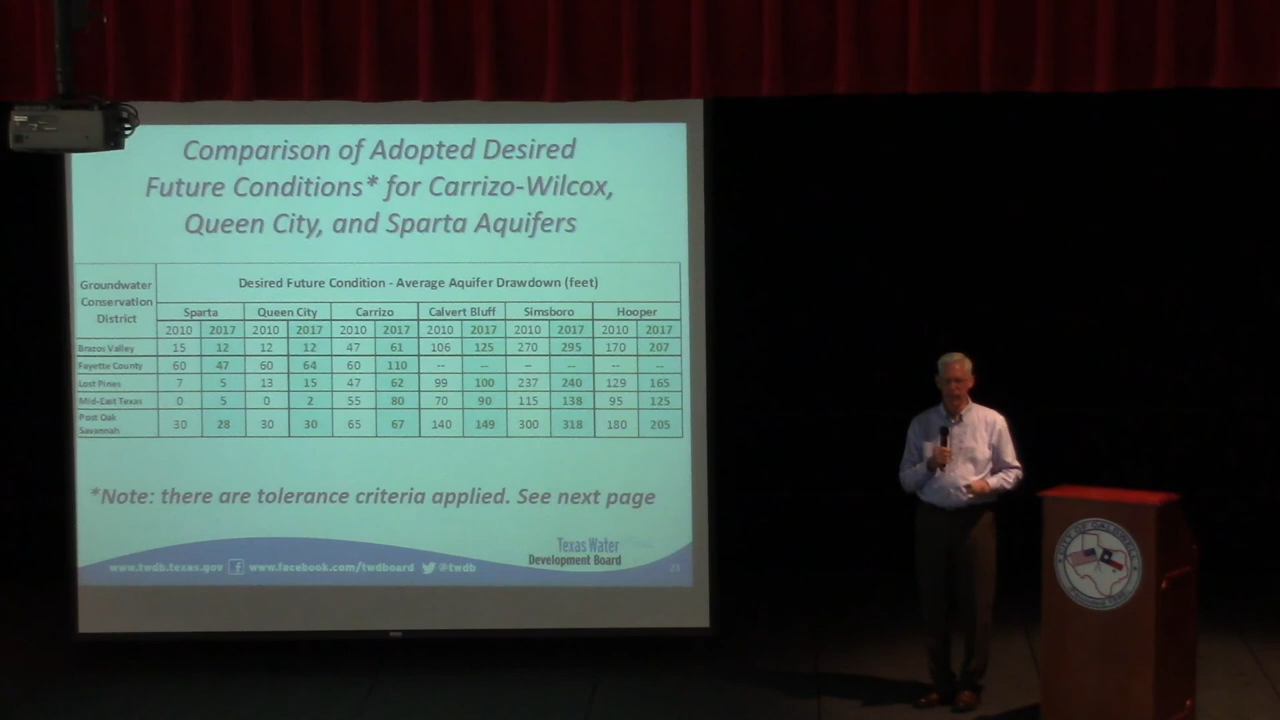 Comparison of Adopted Desired
Future Conditions* for Carrizo-Wilcox,
Queen City, and Sparta Aquifers
Groundwater Conservation District Desired Future Condition - Average Aquifer Drawdown (feet)
Sparta Queen City Carrizo Calvert Bluff Simsboro Hooper
2010 2017 2010 2017 2010 2017 2010 2017 2010 2017 2010 2017
Brazos Valley 15 12 12 12 47 61 106 125 270 295 170 207
Fayette County 60 47 60 64 60 110 -- -- -- -- -- --
Lost Pines 7 5 13 15 47 62 99 100 237 240 129 165
Mid-East Texas 0 5 0 2 55 80 70 90 115 138 95 125
Post Oak Savannah 30 28 30 30 65 67 140 149 300 318 180 205
*Note: there are tolerance criteria applied. See next page
Texas Water
Development Board
www.twdb.texas.gov f www.facebook.com/twdboard @twdb
CITY OF CALDWELL